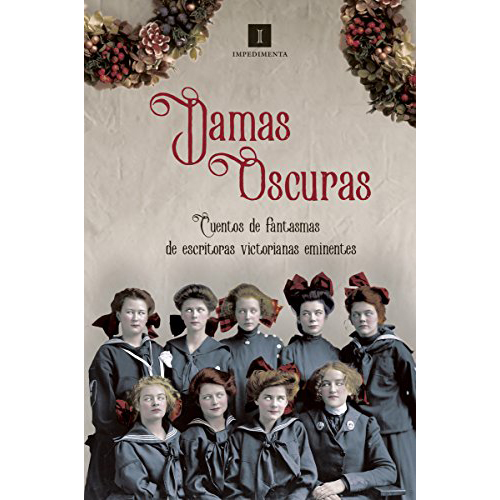 I
IMPEDIMENTA
Damas
Oscuras
Cuentos de fantasmas
de escritoras victorianas eminentes